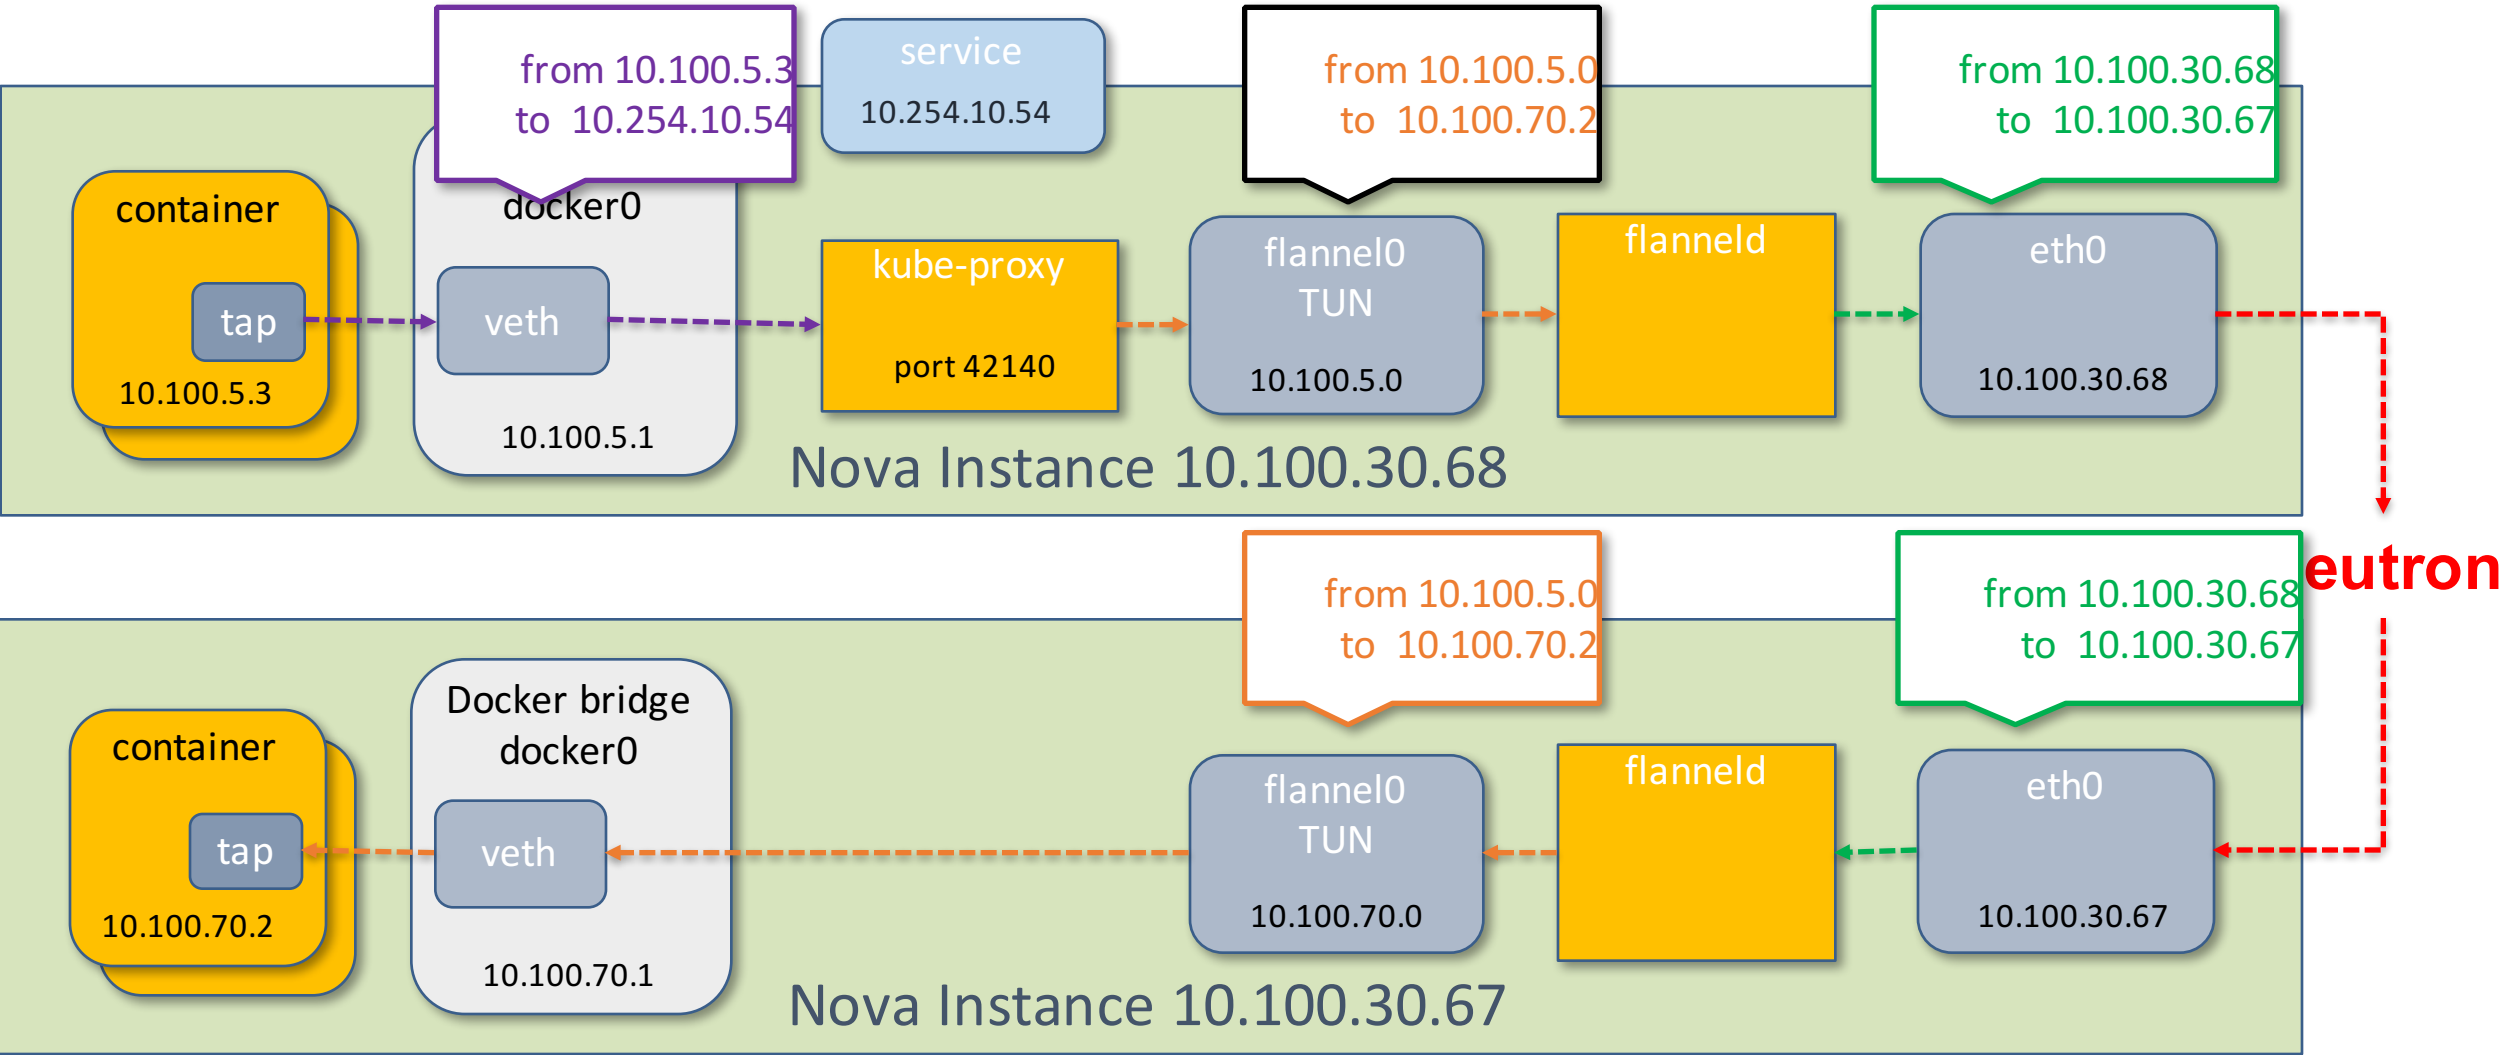 from 10.100.5.3
to 10.254.10.54
service
10.254.10.54
from 10.100.5.0
to 10.100.70.2
from 10.100.30.68
to 10.100.30.67
container
tap
10.100.5.3
docker0
veth
10.100.5.1
kube-proxy
port 42140
flannel0
TUN
10.100.5.0
flanneld
eth0
10.100.30.68
Nova Instance 10.100.30.68
eutron
from 10.100.5.0
to 10.100.70.2
from 10.100.30.68
to 10.100.30.67
container
tap
10.100.70.2
Docker bridge
docker0
veth
10.100.70.1
flannel0
TUN
10.100.70.0
flanneld
eth0
10.100.30.67
Nova Instance 10.100.30.67